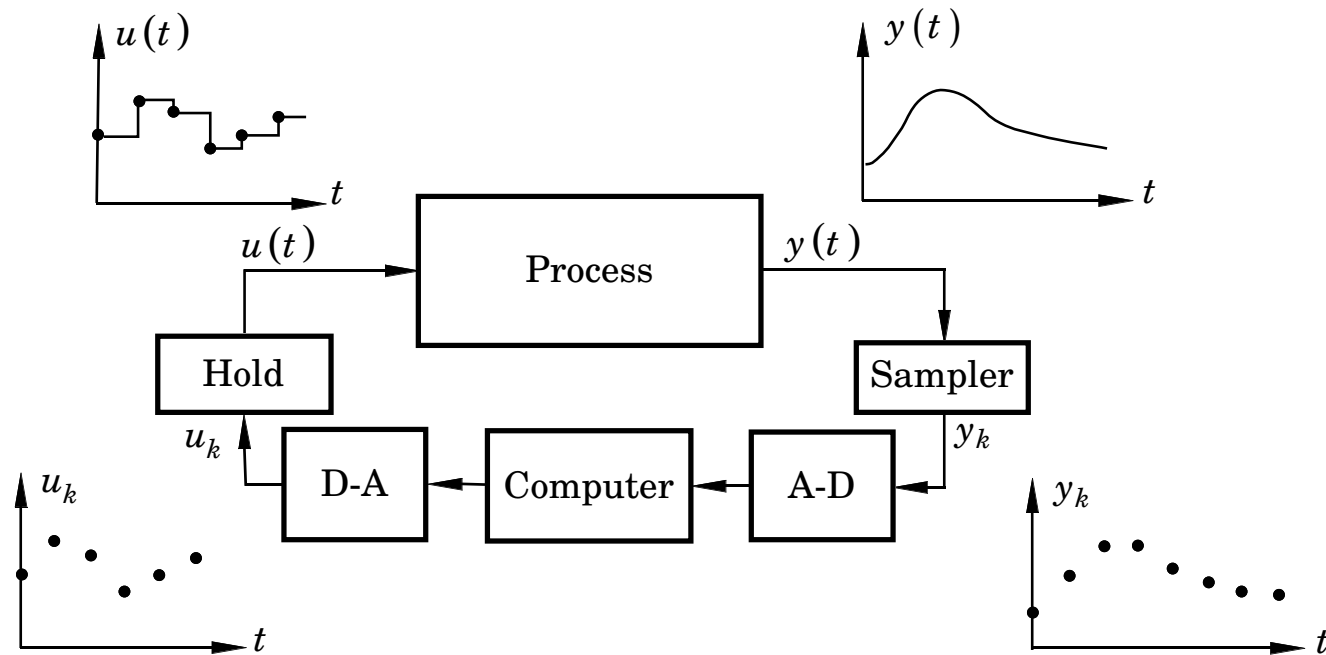 u(t)
y(t)
t
t
u(t)
Process
y(t)
Hold
Sampler
u_k
D-A
Computer
A-D
y_k
u_k
y_k
t
t